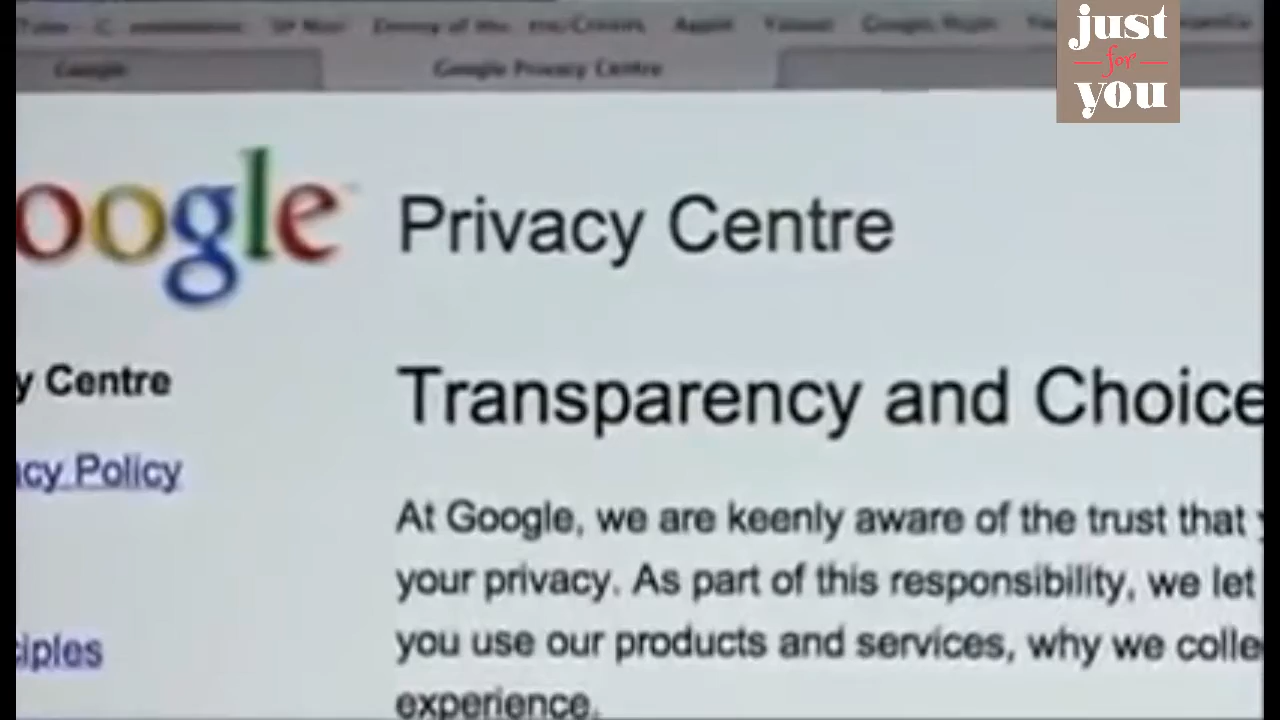 just
for
you
Google
Google Privacy Centre
oogle
Privacy Centre
y Centre
Transparency and Choice
acy Policy
At Google, we are keenly aware of the trust that
your privacy. As part of this responsibility, we let
ciples
you use our products and services, why we colle
experience.